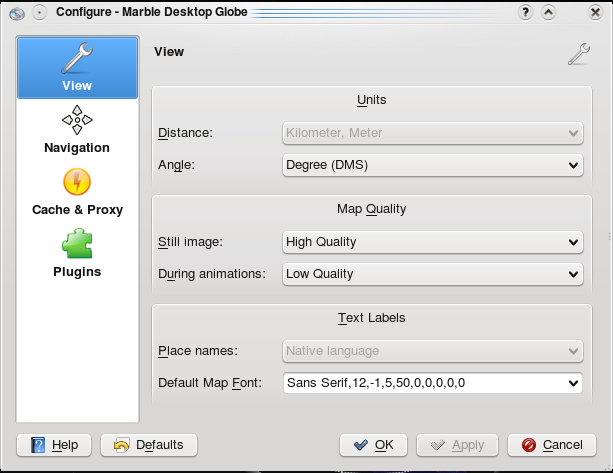 Configure - Marble Desktop Globe
View
Navigation
Cache & Proxy
Plugins
View
Units
Distance: Kilometer, Meter
Angle: Degree (DMS)
Map Quality
Still image: High Quality
During animations: Low Quality
Text Labels
Place names: Native language
Default Map Font: Sans Serif,12,-1,5,50,0,0,0,0,0
Help Defaults OK Apply Cancel